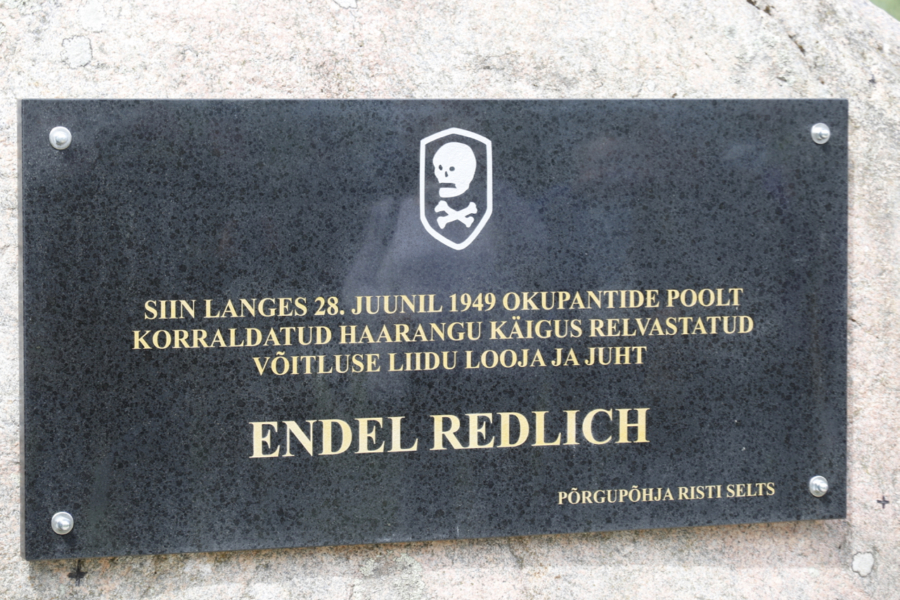 SIIN LANGES 28. JUUNIL 1949 OKUPANTIDE POOLT
KORRALDATUD HAARANGU KÄIGUS RELVASTATUD
VÕITLUSE LIIDU LOOJA JA JUHT
ENDEL REDLICH
PÕRGUPÕHJA RISTI SELTS